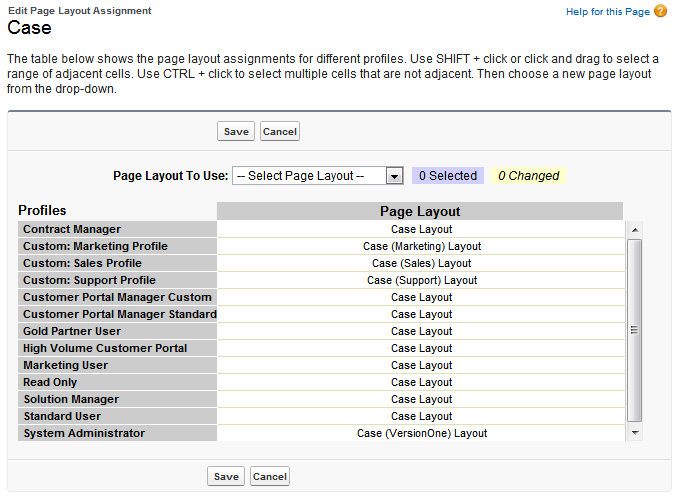 Edit Page Layout Assignment
Help for this Page ?
Case
The table below shows the page layout assignments for different profiles. Use SHIFT + click or click and drag to select a
range of adjacent cells. Use CTRL + click to select multiple cells that are not adjacent. Then choose a new page layout
from the drop-down.
Save Cancel
Page Layout To Use: -- Select Page Layout -- 0 Selected 0 Changed
Profiles Page Layout
Contract Manager Case Layout
Custom: Marketing Profile Case (Marketing) Layout
Custom: Sales Profile Case (Sales) Layout
Custom: Support Profile Case (Support) Layout
Customer Portal Manager Custom Case Layout
Customer Portal Manager Standard Case Layout
Gold Partner User Case Layout
High Volume Customer Portal Case Layout
Marketing User Case Layout
Read Only Case Layout
Solution Manager Case Layout
Standard User Case Layout
System Administrator Case (VersionOne) Layout
Save Cancel